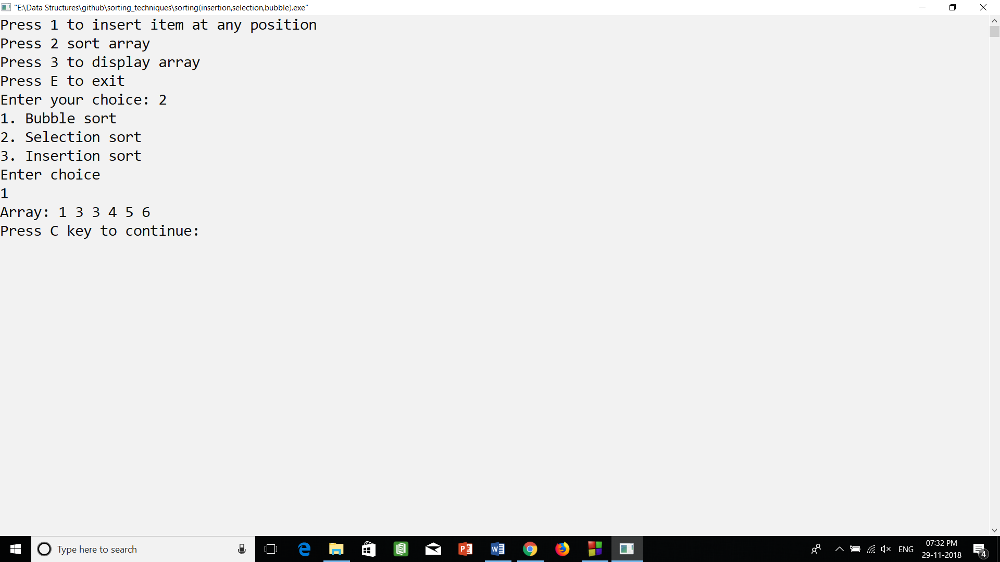 "E:\Data Structures\github\sorting_techniques\sorting(insertion,selection,bubble).exe"
Press 1 to insert item at any position
Press 2 sort array
Press 3 to display array
Press E to exit
Enter your choice: 2
1. Bubble sort
2. Selection sort
3. Insertion sort
Enter choice
1
Array: 1 3 3 4 5 6
Press C key to continue:
Type here to search
ENG
07:32 PM
29-11-2018
4